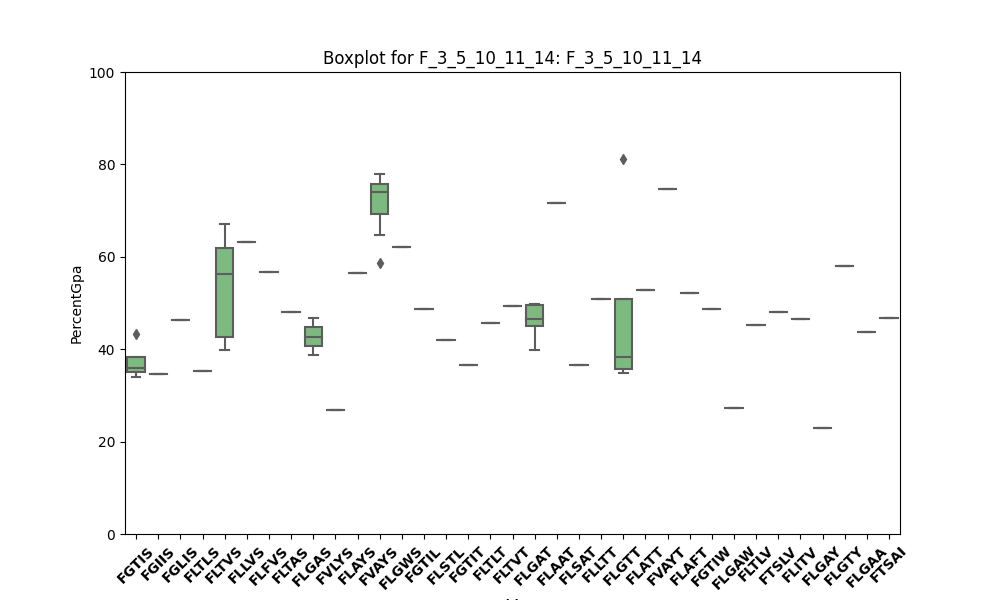 Boxplot for F_3_5_10_11_14: F_3_5_10_11_14
100
80
60
40
20
0
PercentGpa
FGTIS
FGIIS
FGLIS
FLTLS
FLTVS
FLLVS
FLFVS
FLTAS
FLGAS
FVLYS
FLAYS
FVAYS
FLGWS
FGTIL
FLSTL
FGTIT
FLTLT
FLTVT
FLGAT
FLAAT
FLSAT
FLLTT
FLGTT
FLATT
FVAYT
FLAFT
FGTIW
FLGAW
FLTLV
FTSLV
FLITV
FLGAY
FLGTY
FLGAA
FTSAI